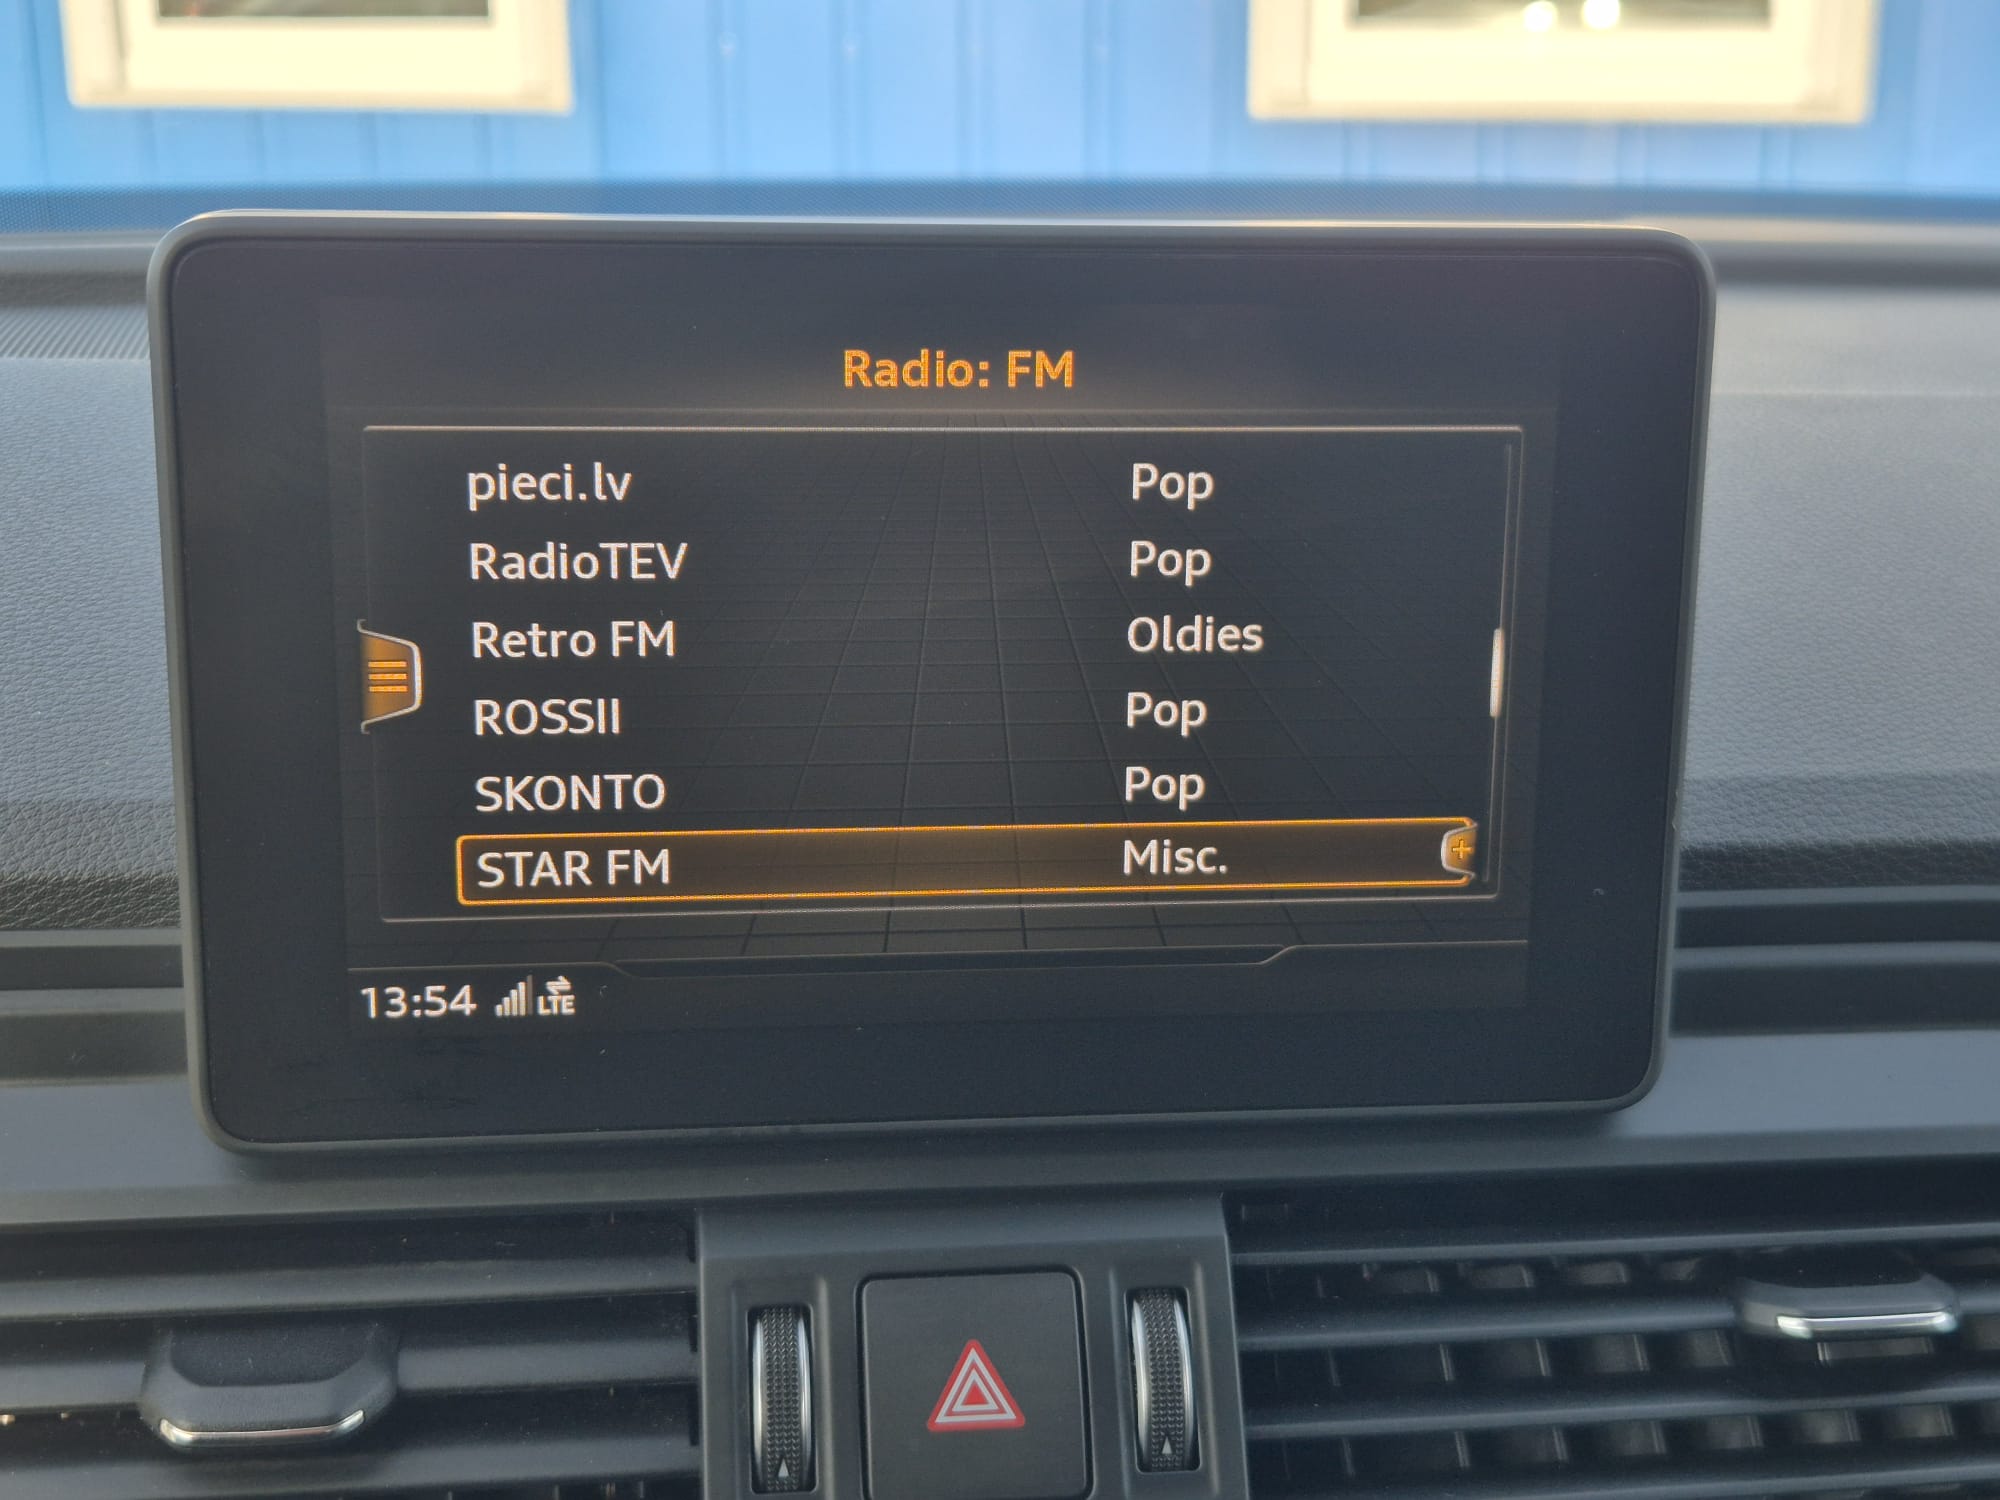 Radio: FM
pieci.lv Pop
RadioTEV Pop
Retro FM Oldies
ROSSII Pop
SKONTO Pop
STAR FM Misc.
13:54 LTE